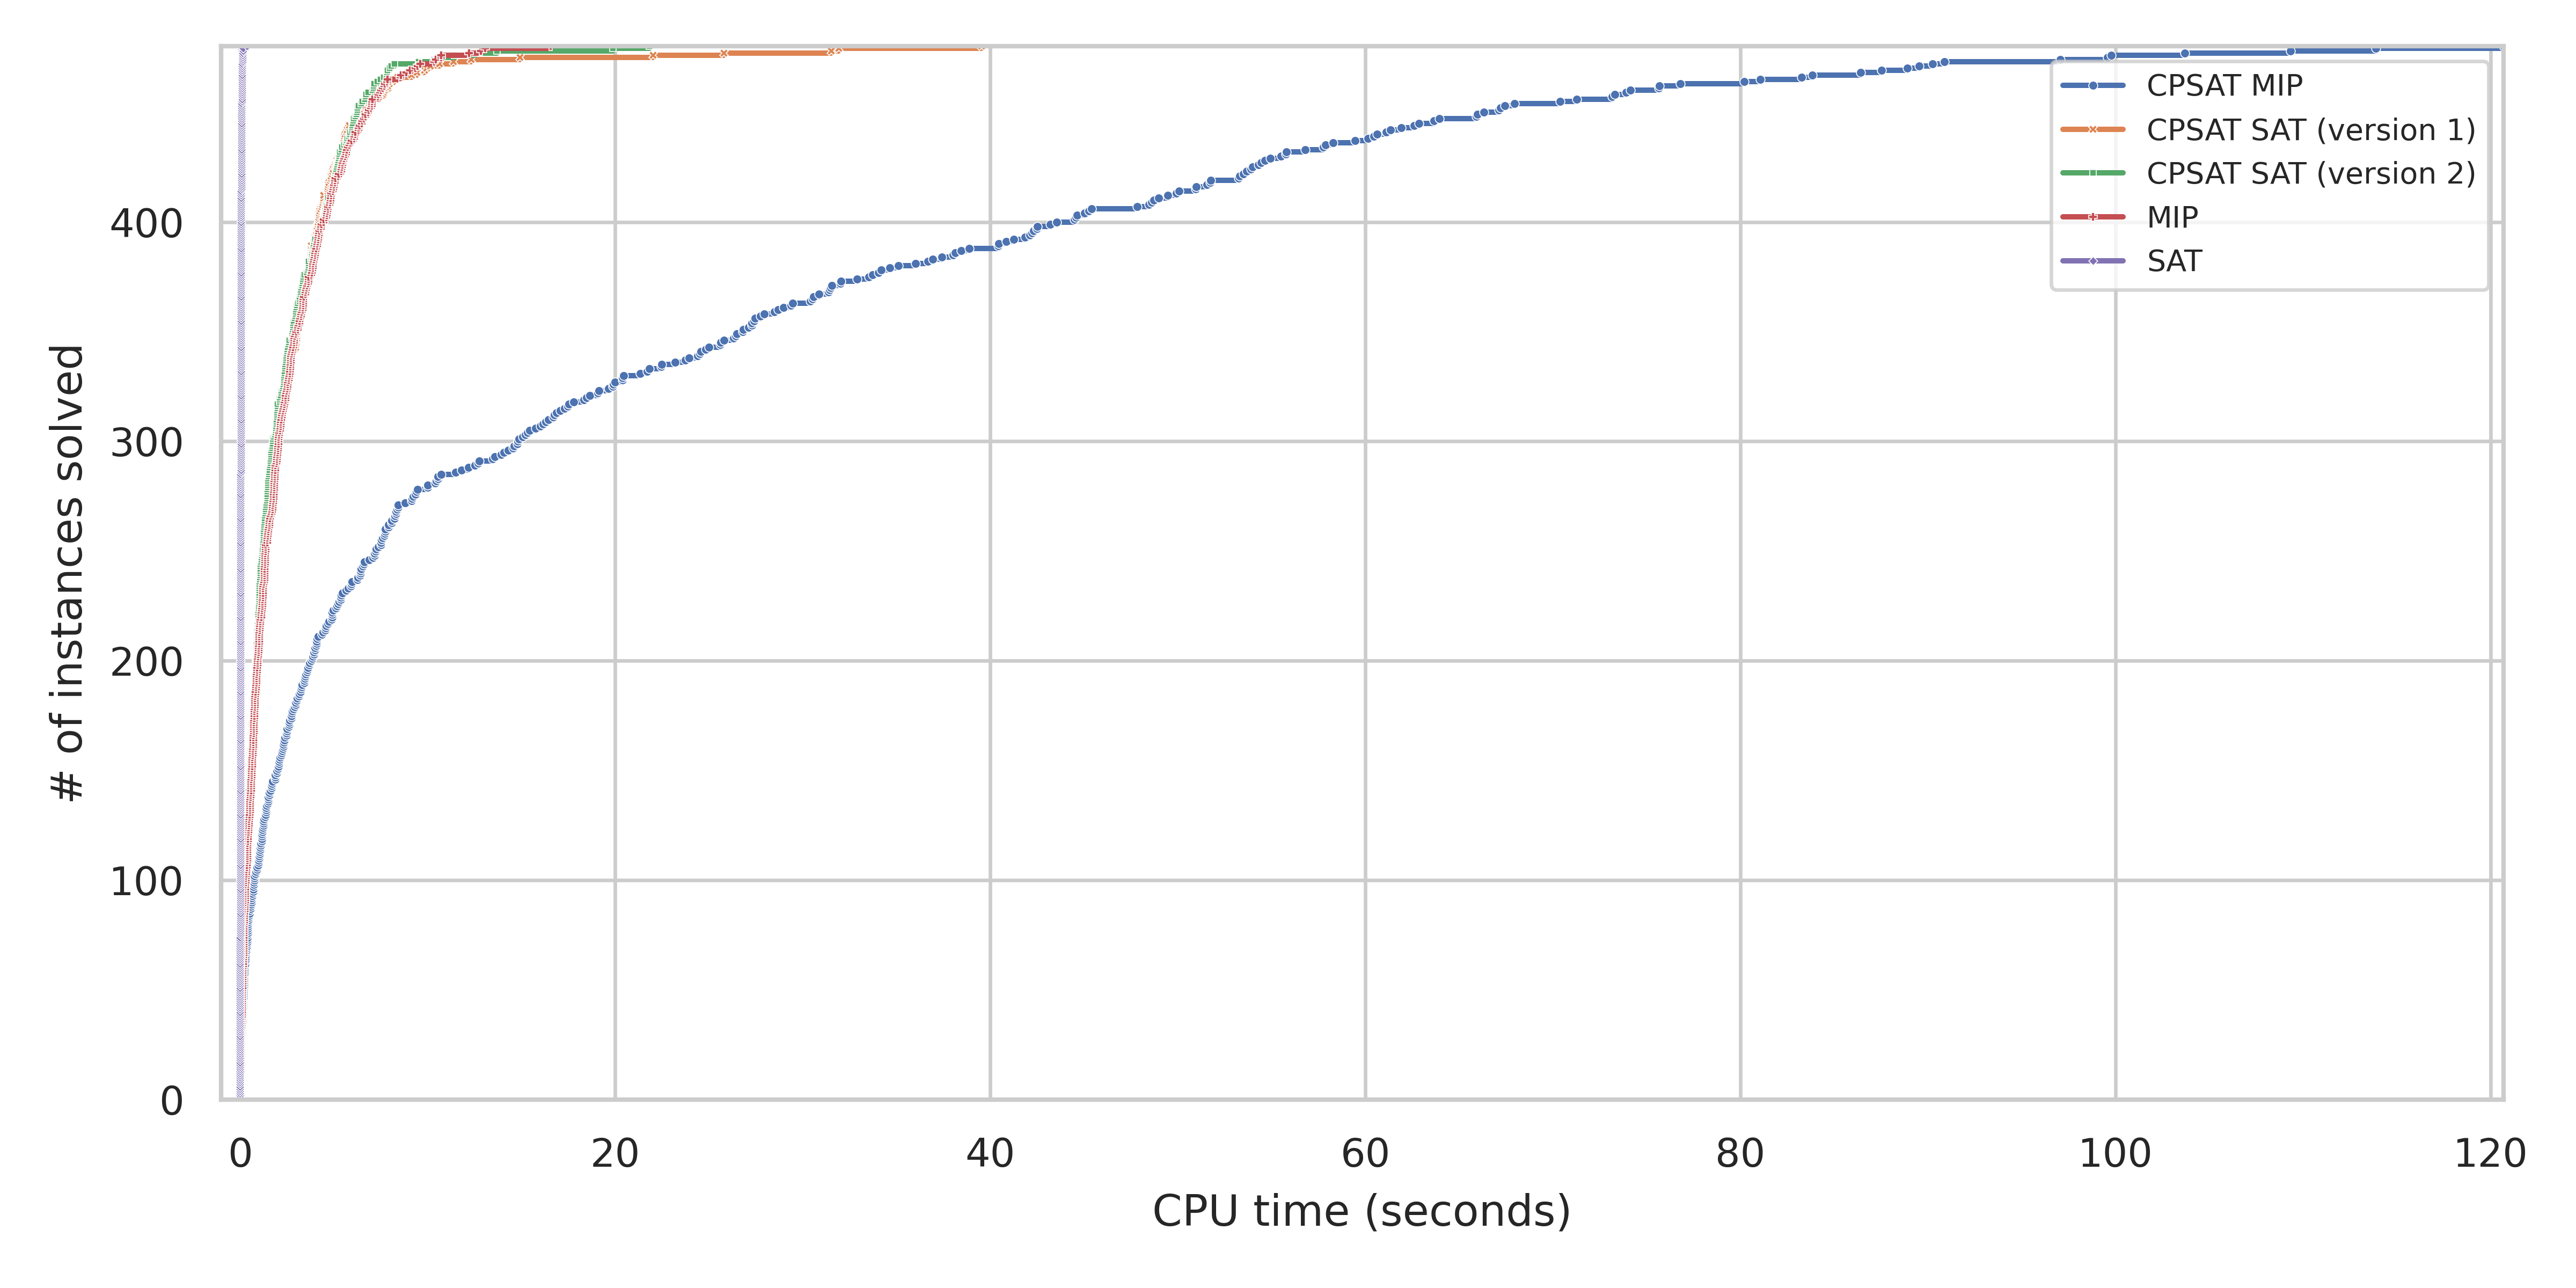 # of instances solved
400
300
200
100
0
0 20 40 60 80 100 120
CPU time (seconds)
CPSAT MIP
CPSAT SAT (version 1)
CPSAT SAT (version 2)
MIP
SAT